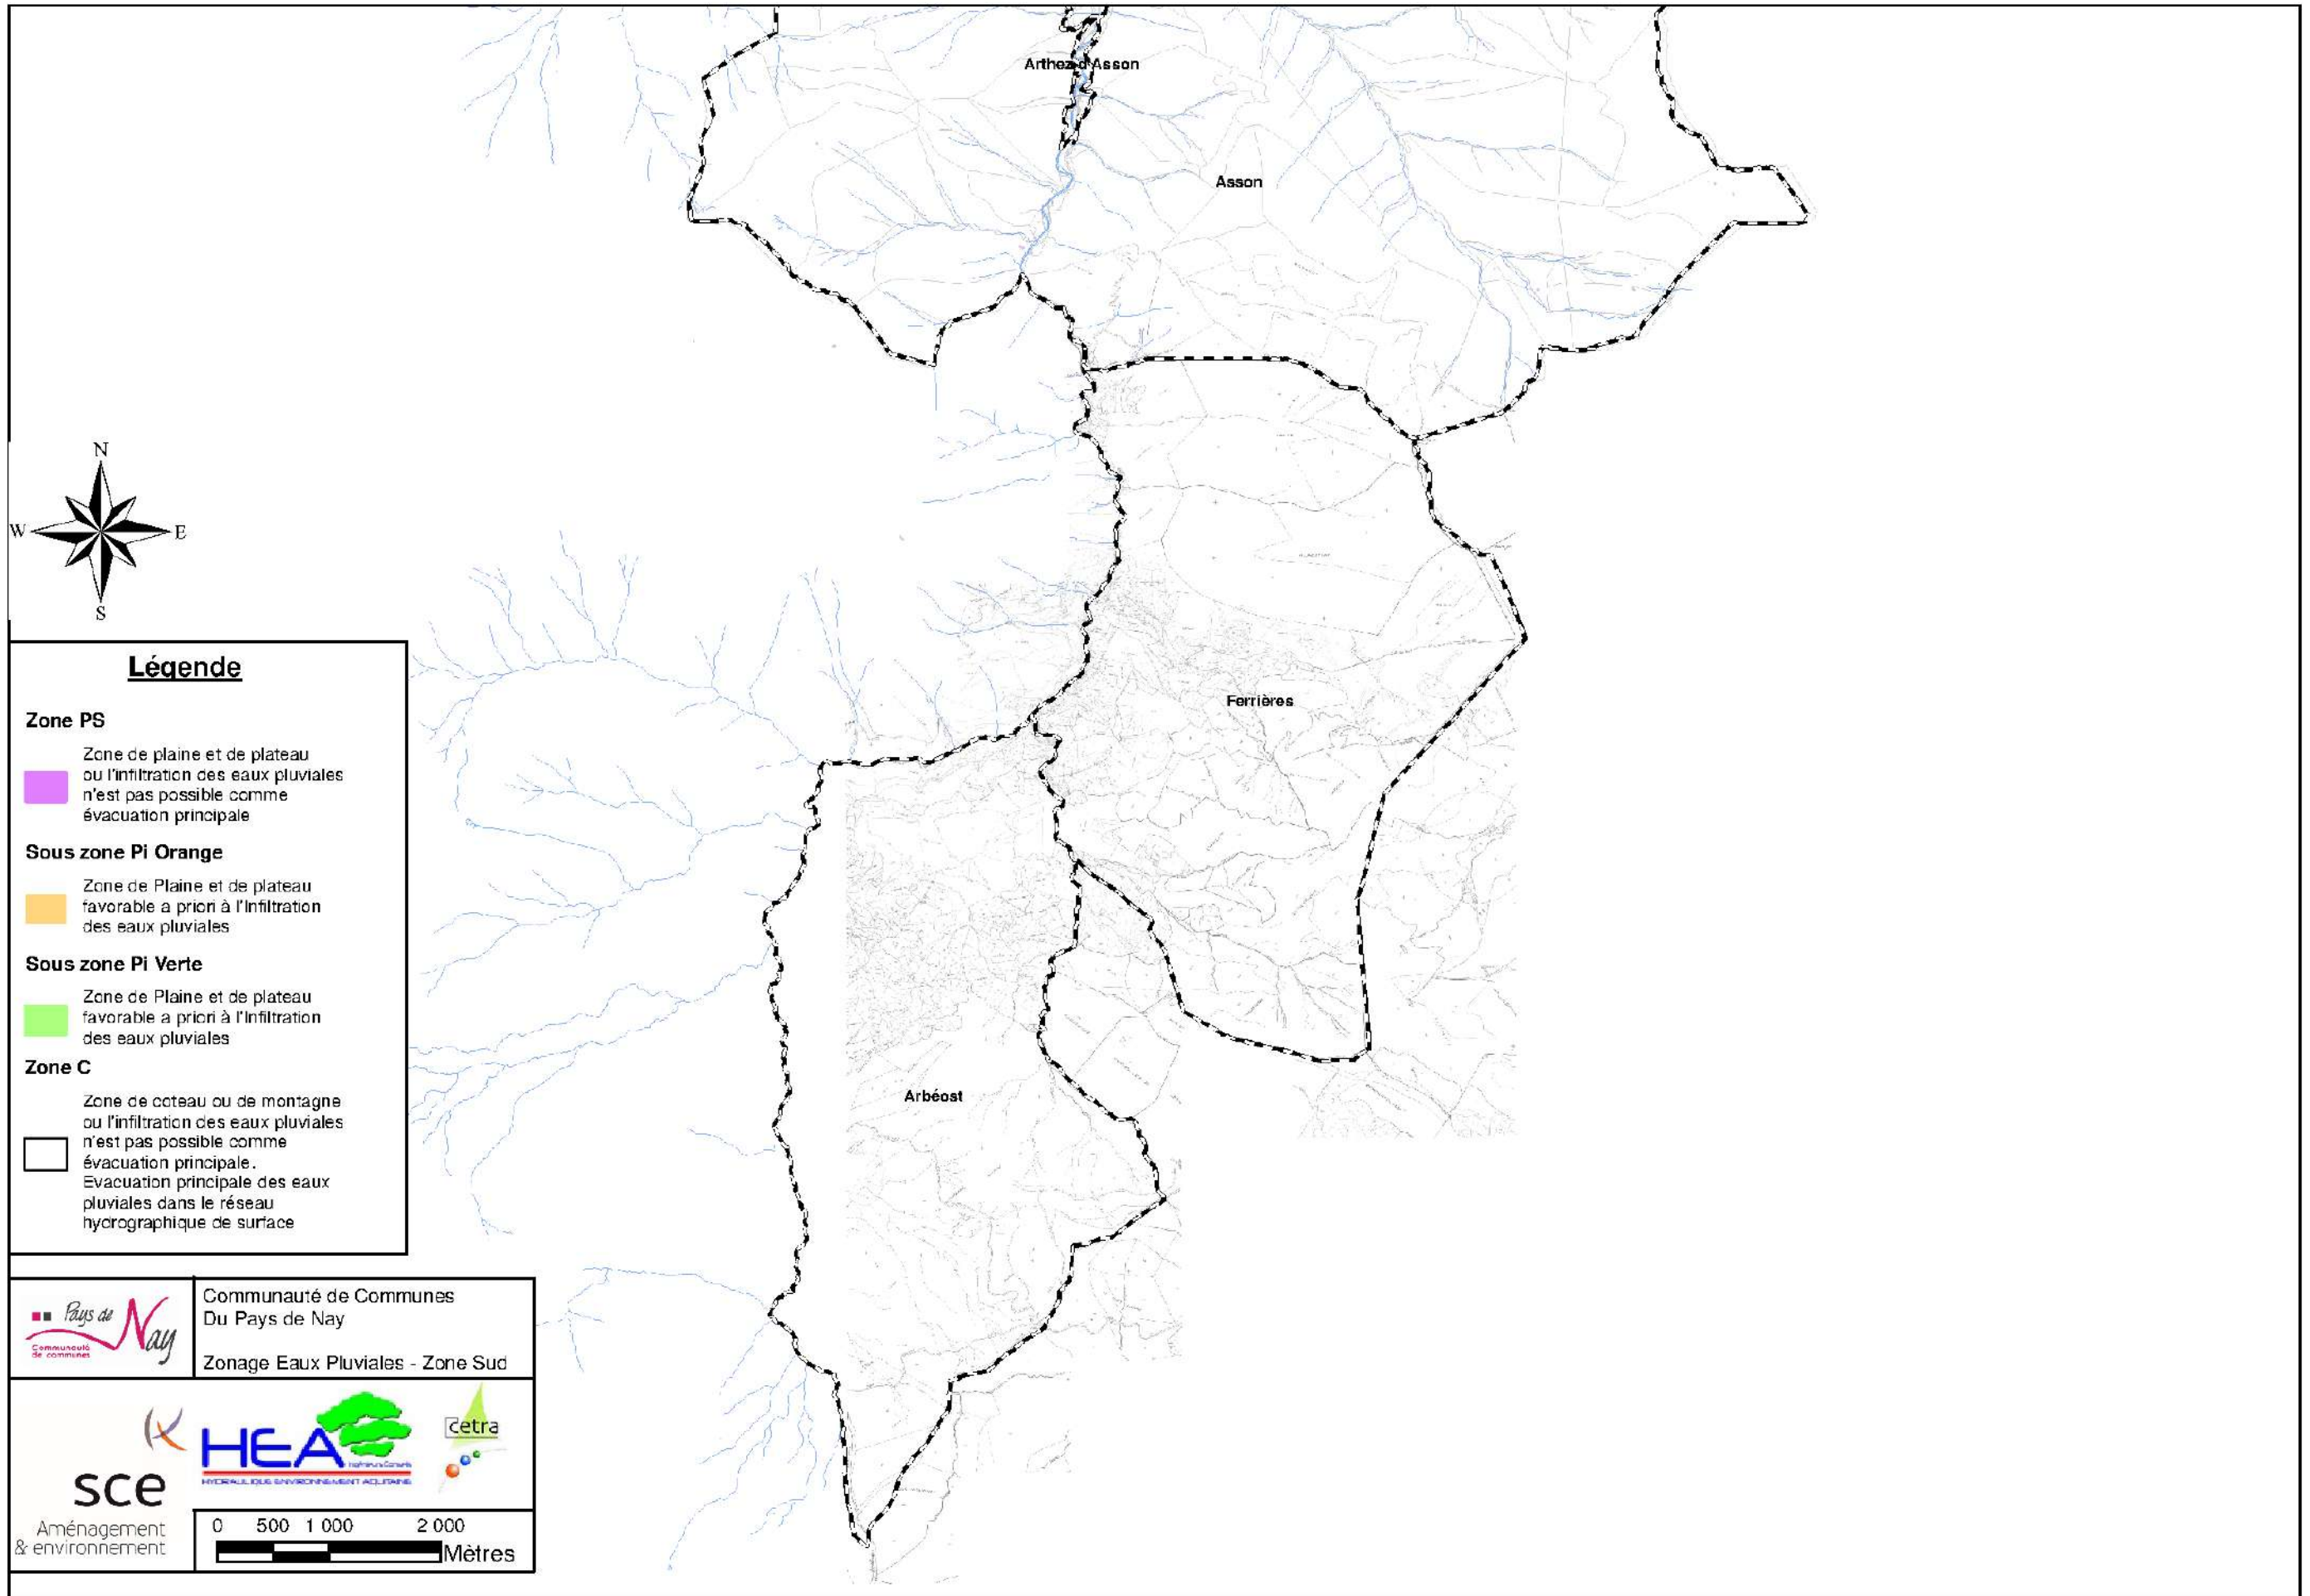 Arthez d'Asson
Asson
N
W
E
S
Ferrières
Arbéost
Légende
Zone PS
Zone de plaine et de plateau
ou l'infiltration des eaux pluviales
n'est pas possible comme
évacuation principale
Sous zone Pi Orange
Zone de Plaine et de plateau
favorable a priori à l'Infiltration
des eaux pluviales
Sous zone Pi Verte
Zone de Plaine et de plateau
favorable a priori à l'Infiltration
des eaux pluviales
Zone C
Zone de coteau ou de montagne
ou l'infiltration des eaux pluviales
n'est pas possible comme
évacuation principale.
Evacuation principale des eaux
pluviales dans le réseau
hydrographique de surface
Pays de Nay
Communauté
de communes
Communauté de Communes
Du Pays de Nay
Zonage Eaux Pluviales - Zone Sud
sce
Aménagement
& environnement
HEA
Ingénieurs Conseils
HYDRAULIQUE ENVIRONNEMENT AQUITAINE
cetra
0 500 1 000 2 000
Mètres